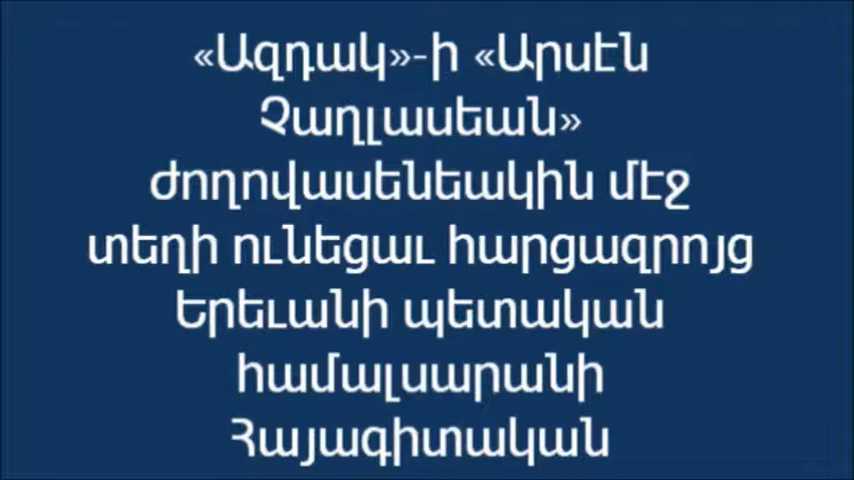 «Ազդակ»-ի «Արսէն
Չաղլասեան»
ժողովասենեակին մէջ
տեղի ունեցաւ հարցազրոյց
Երեւանի պետական
համալսարանի
Հայագիտական